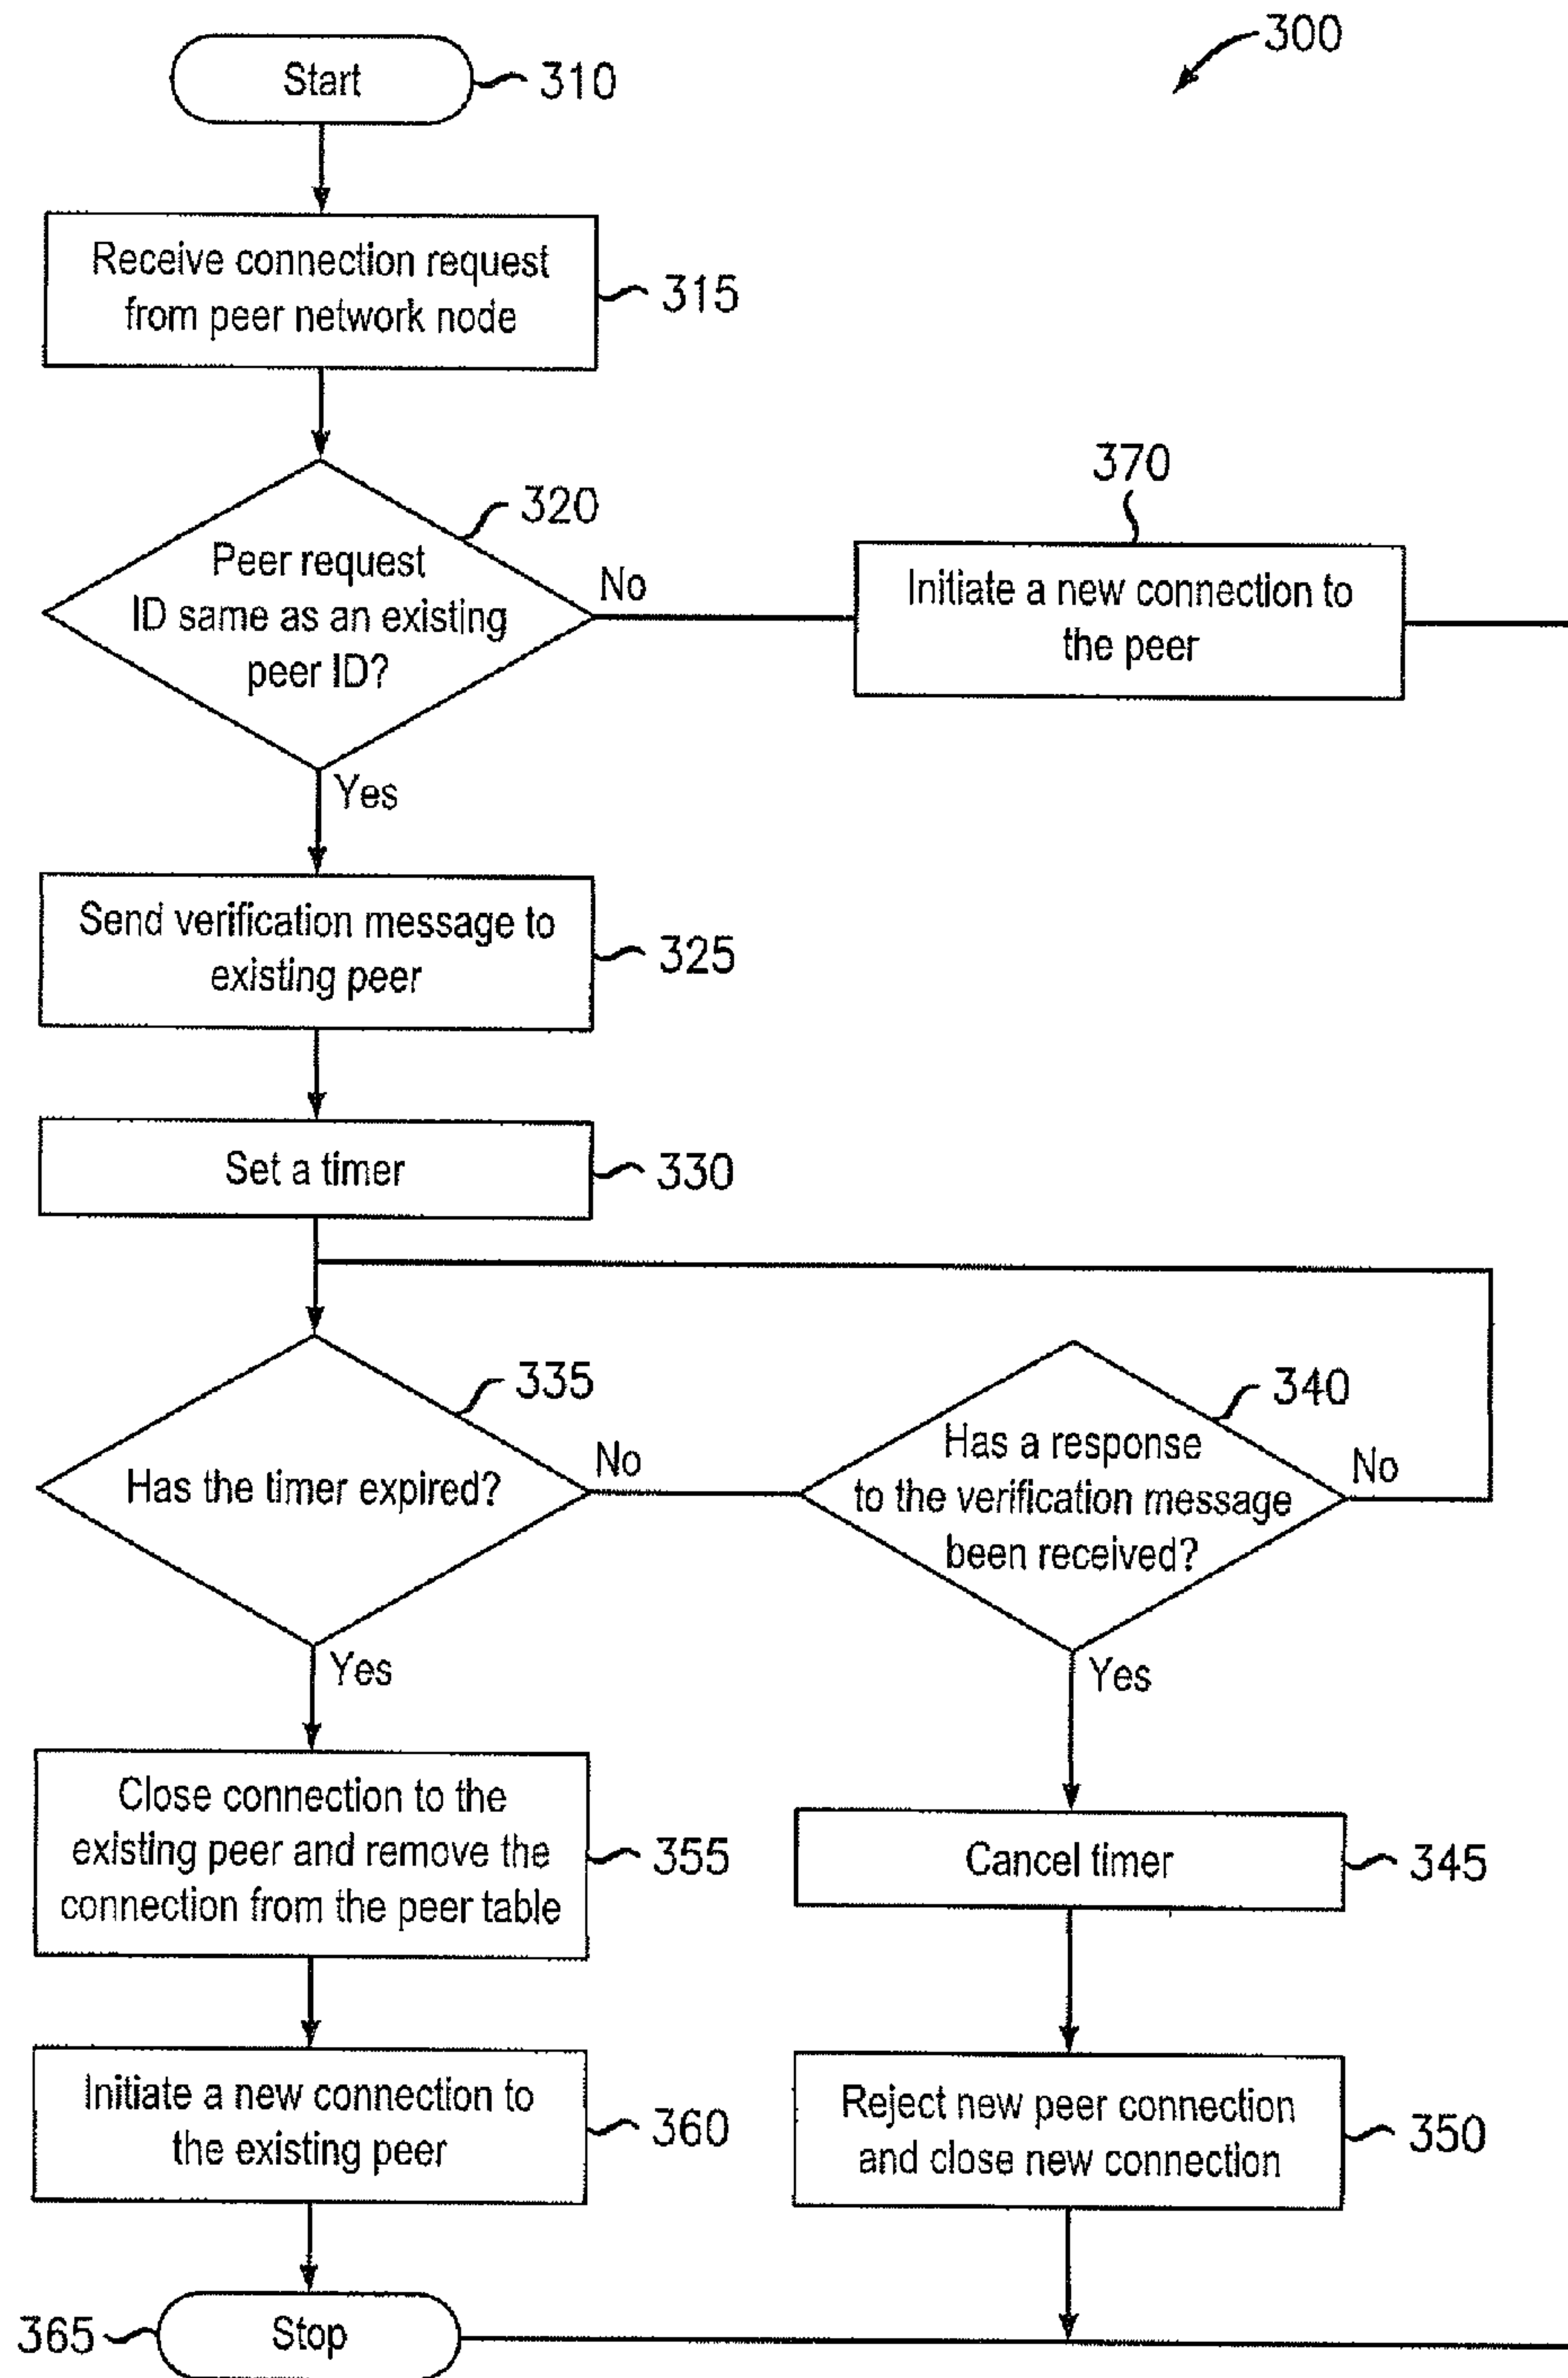 300
Start
310
Receive connection request
from peer network node
315
320
Peer request
ID same as an existing
peer ID?
No
370
Initiate a new connection to
the peer
Yes
Send verification message to
existing peer
325
Set a timer
330
335
Has the timer expired?
No
340
Has a response
to the verification message
been received?
No
Yes
Yes
Close connection to the
existing peer and remove the
connection from the peer table
355
Cancel timer
345
Initiate a new connection to
the existing peer
360
Reject new peer connection
and close new connection
350
365
Stop